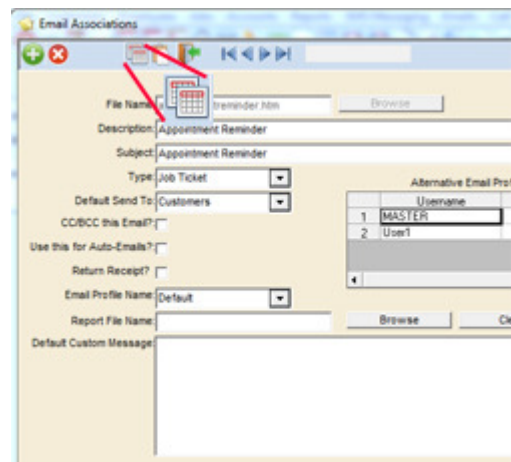 Email Associations
File Name: treminder.htm Browse
Description: Appointment Reminder
Subject: Appointment Reminder
Type: Job Ticket
Alternative Email Pro
Default Send To: Customers
Username
CC/BCC this Email?:
1 MASTER
Use this for Auto-Emails?:
2 User1
Return Receipt?
Email Profile Name: Default
Report File Name: Browse Cle
Default Custom Message: